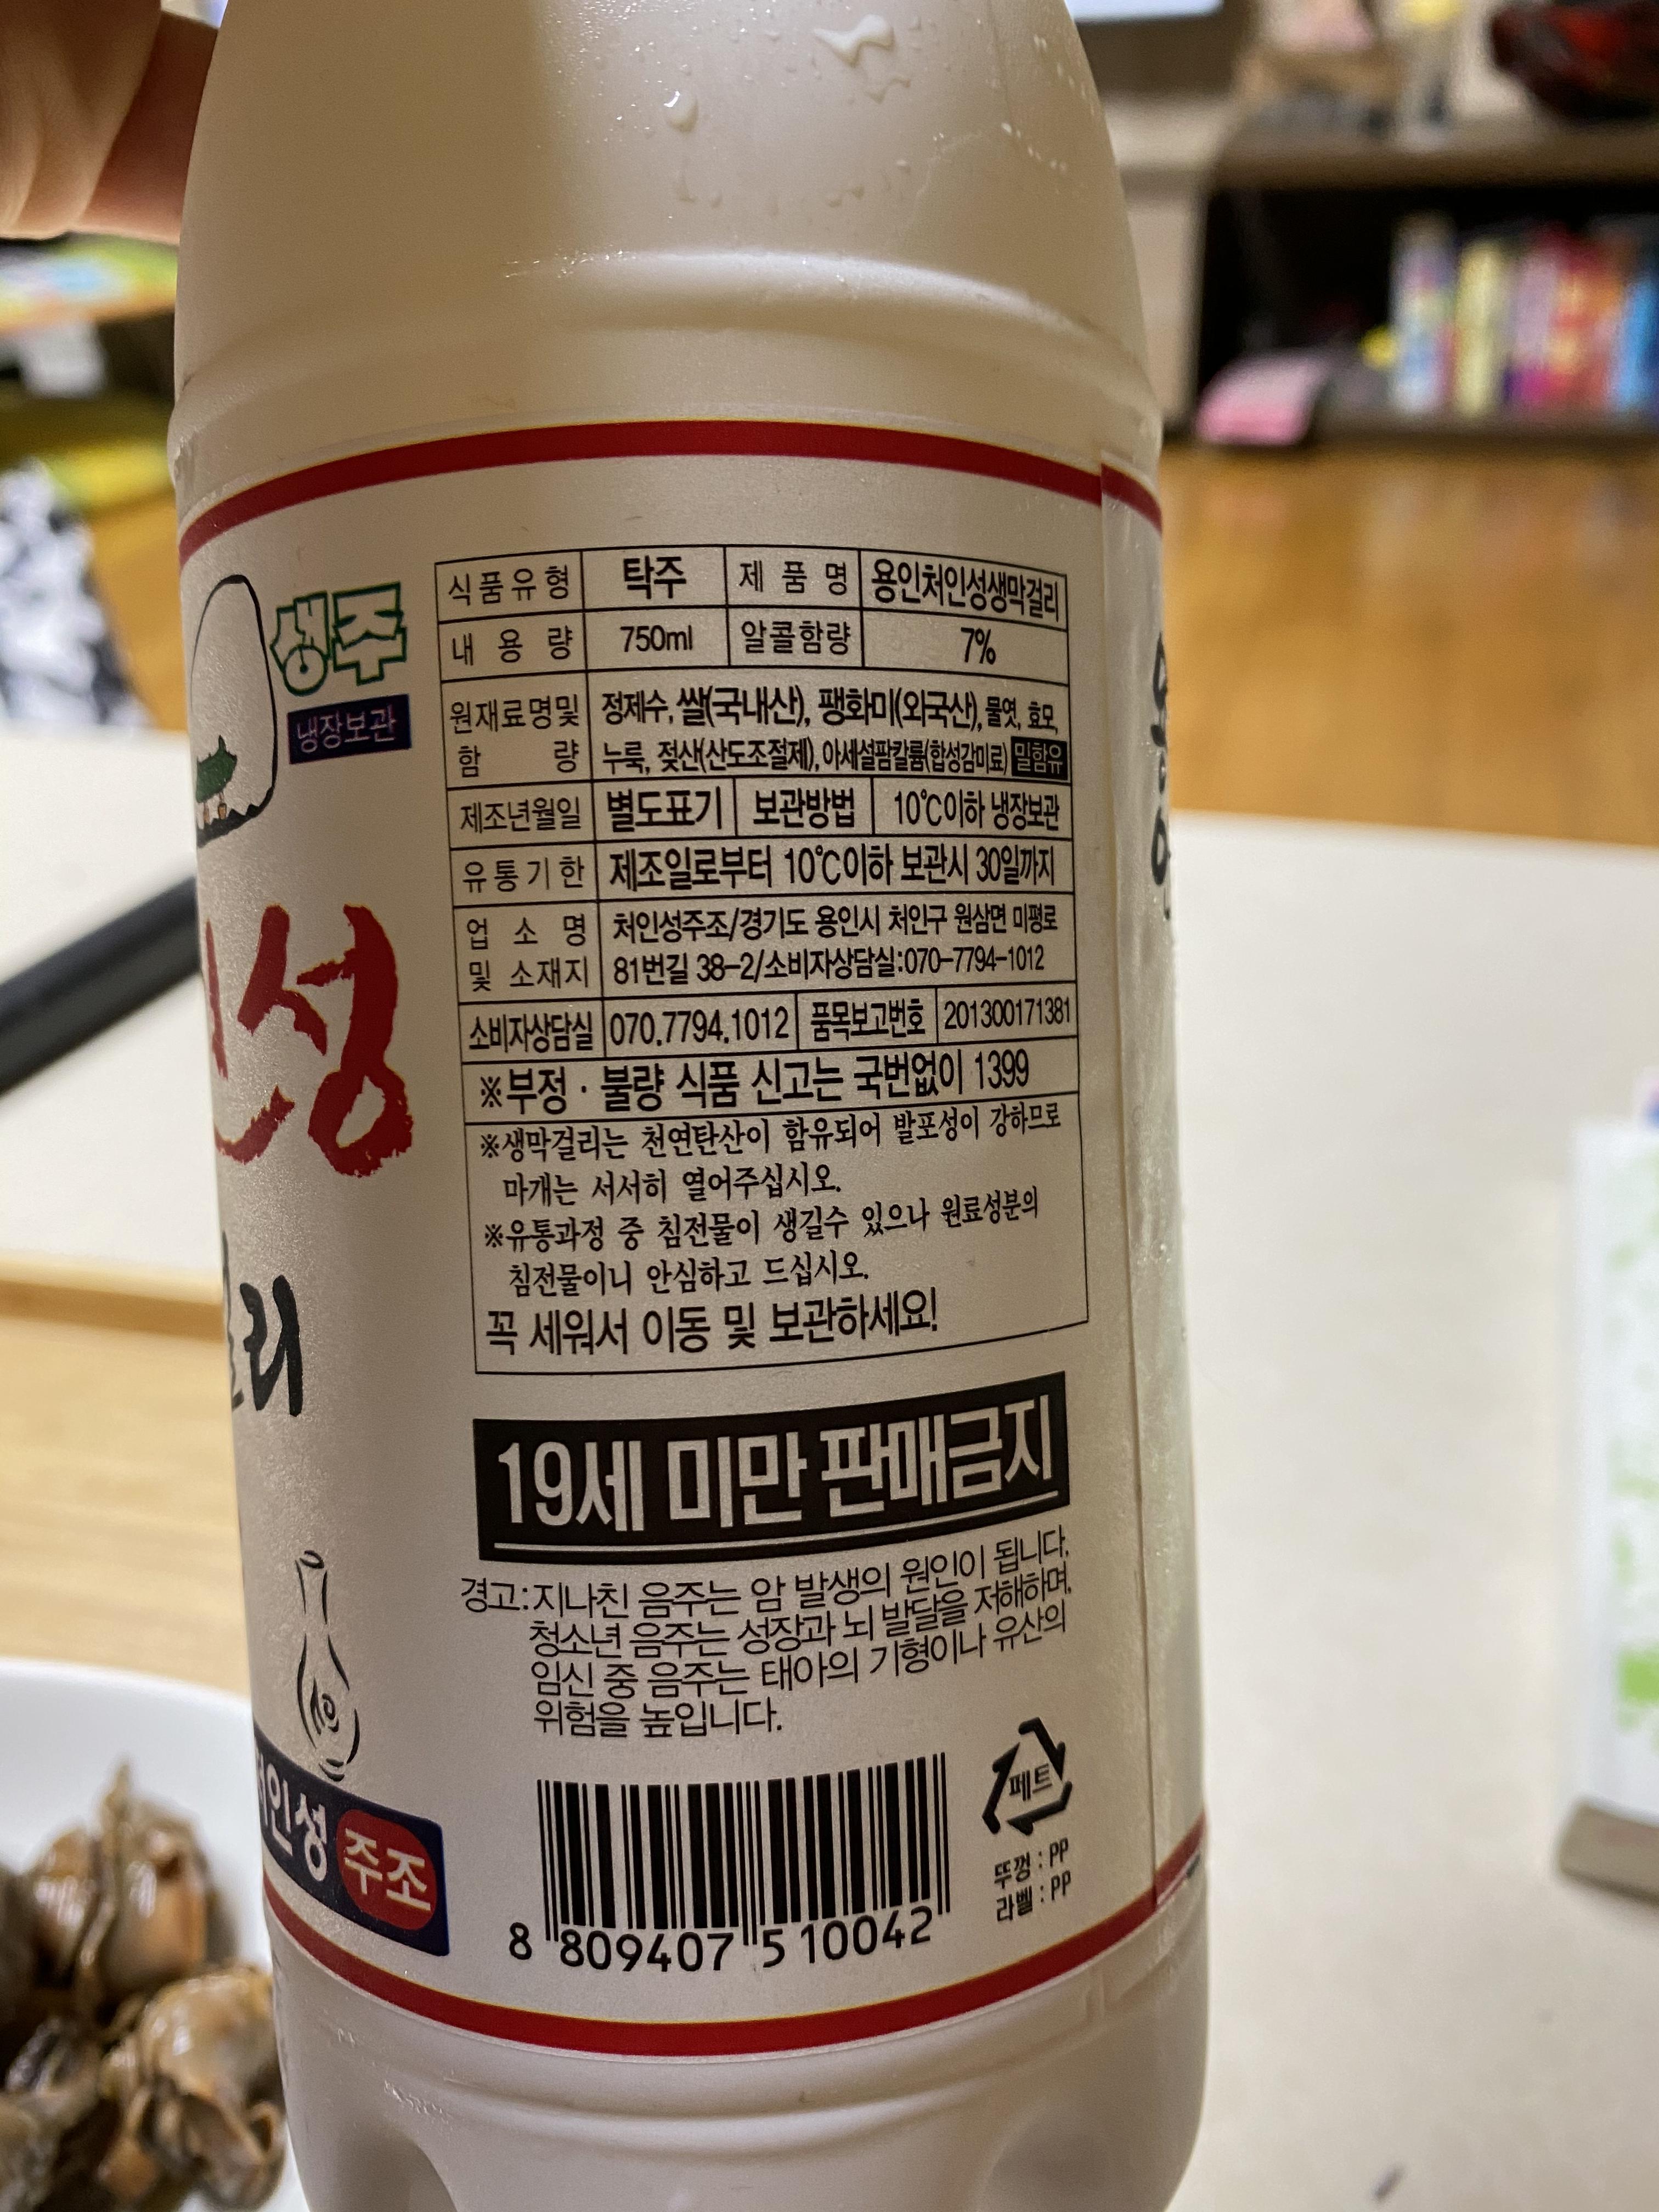 생주
냉장보관
성
리
인성 주조
식품유형 탁주 제 품 명 용인처인성생막걸리
내 용 량 750ml 알콜함량 7%
원재료명및 정제수, 쌀(국내산), 팽화미(외국산), 물엿, 효모,
함 량 누룩, 젖산(산도조절제), 아세설팜칼륨(합성감미료) 밀함유
제조년월일 별도표기 보관방법 10℃이하 냉장보관
유통기한 제조일로부터 10℃이하 보관시 30일까지
업 소 명 처인성주조/경기도 용인시 처인구 원삼면 미평로
및 소재지 81번길 38-2/소비자상담실:070-7794-1012
소비자상담실 070.7794.1012 품목보고번호 201300171381
※부정 · 불량 식품 신고는 국번없이 1399
※생막걸리는 천연탄산이 함유되어 발포성이 강하므로
마개는 서서히 열어주십시오.
※유통과정 중 침전물이 생길수 있으나 원료성분의
침전물이니 안심하고 드십시오.
꼭 세워서 이동 및 보관하세요!
19세 미만 판매금지
경고:지나친 음주는 암 발생의 원인이 됩니다.
청소년 음주는 성장과 뇌 발달을 저해하며,
임신 중 음주는 태아의 기형이나 유산의
위험을 높입니다.
페트
뚜껑 : PP
라벨 : PP
8 809407 510042